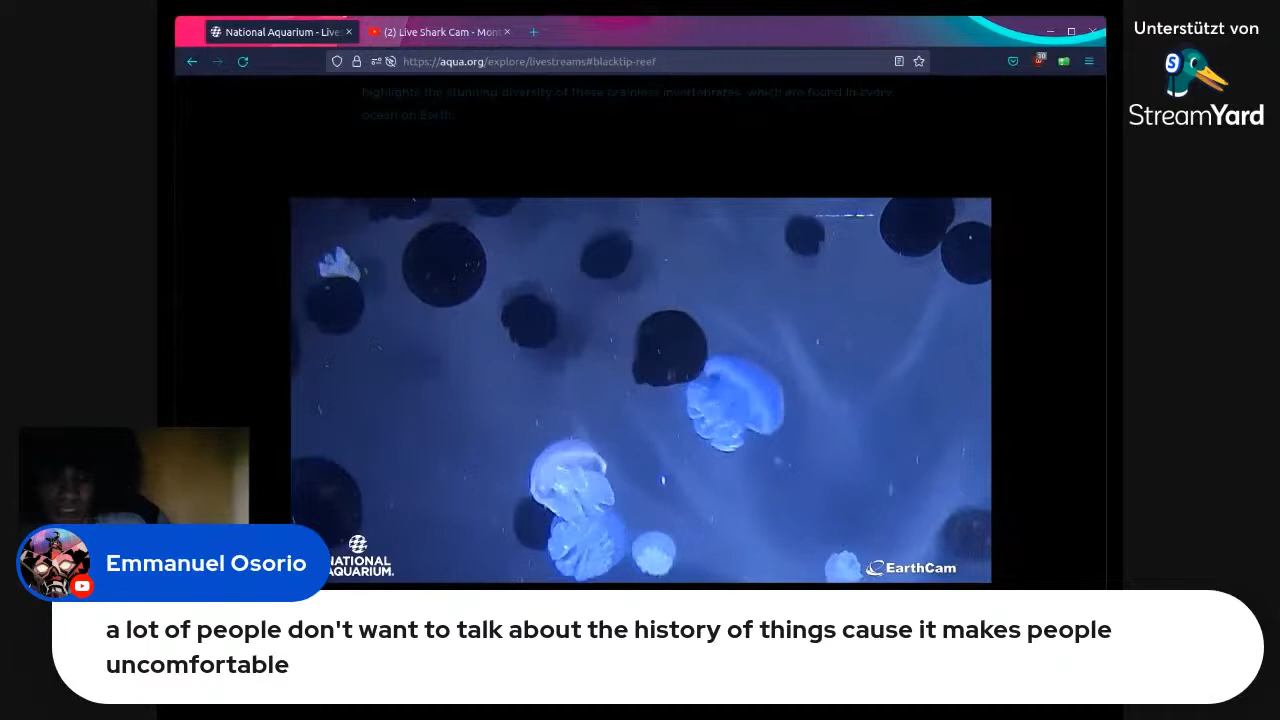 National Aquarium - Live
(2) Live Shark Cam - Mont
Unterstützt von
StreamYard
https://aqua.org/explore/livestreams#blacktip-reef
highlights the stunning diversity of these brainless invertebrates, which are found in every
ocean on Earth.
NATIONAL
AQUARIUM.
EarthCam
Emmanuel Osorio
a lot of people don't want to talk about the history of things cause it makes people
uncomfortable